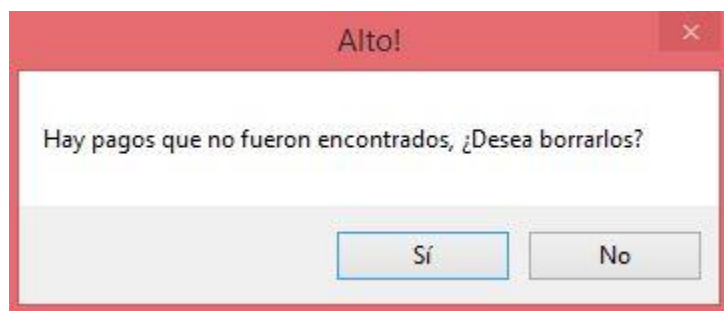 Alto!
Hay pagos que no fueron encontrados, ¿Desea borrarlos?
Sí
No